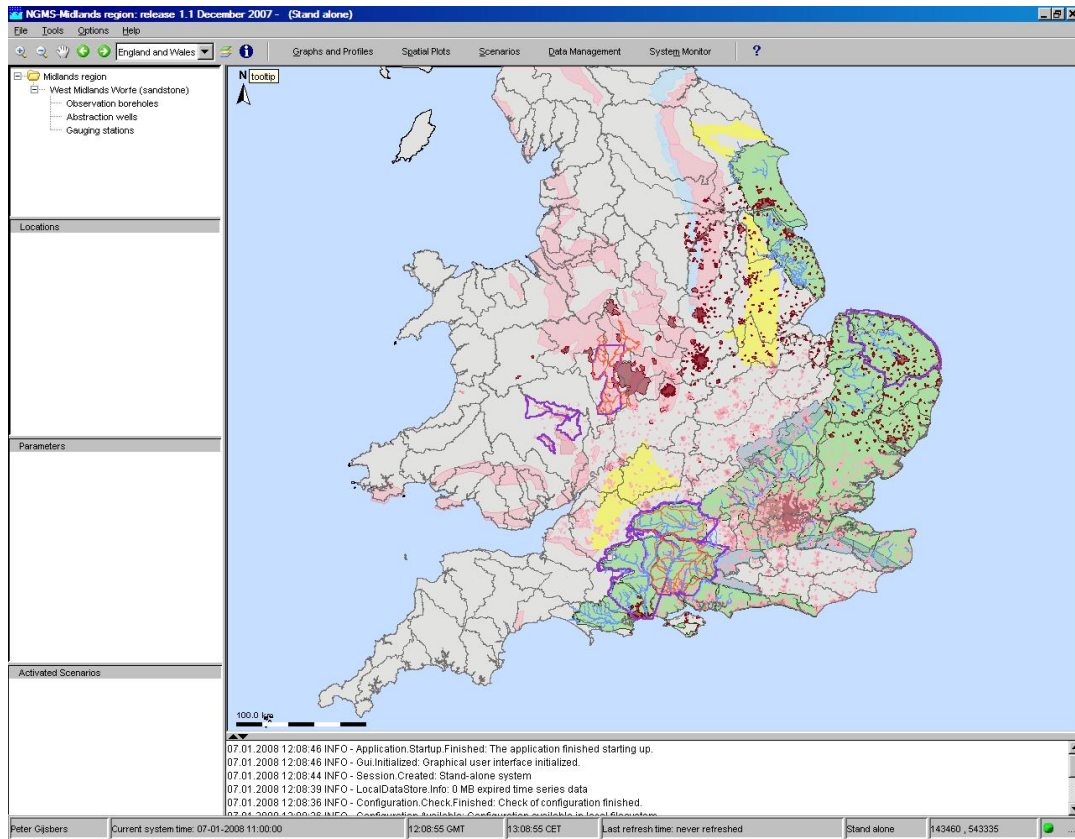 NGMS-Midlands region: release 1.1 December 2007 - (Stand alone)
File Tools Options Help
England and Wales Graphs and Profiles Spatial Plots Scenarios Data Management System Monitor ?
Midlands region
West Midlands Worfe (sandstone)
Observation boreholes
Abstraction wells
Gauging stations
Locations
Parameters
Activated Scenarios
N tooltip
100.0 km
07.01.2008 12:08:46 INFO - Application.Startup.Finished: The application finished starting up.
07.01.2008 12:08:46 INFO - Gui.Initialized: Graphical user interface initialized.
07.01.2008 12:08:44 INFO - Session.Created: Stand-alone system
07.01.2008 12:08:39 INFO - LocalDataStore.Info: 0 MB expired time series data
07.01.2008 12:08:36 INFO - Configuration.Check.Finished: Check of configuration finished.
Peter Gijsbers Current system time: 07-01-2008 11:00:00 12:08:55 GMT 13:08:55 CET Last refresh time: never refreshed Stand alone 143460 , 543335 ...